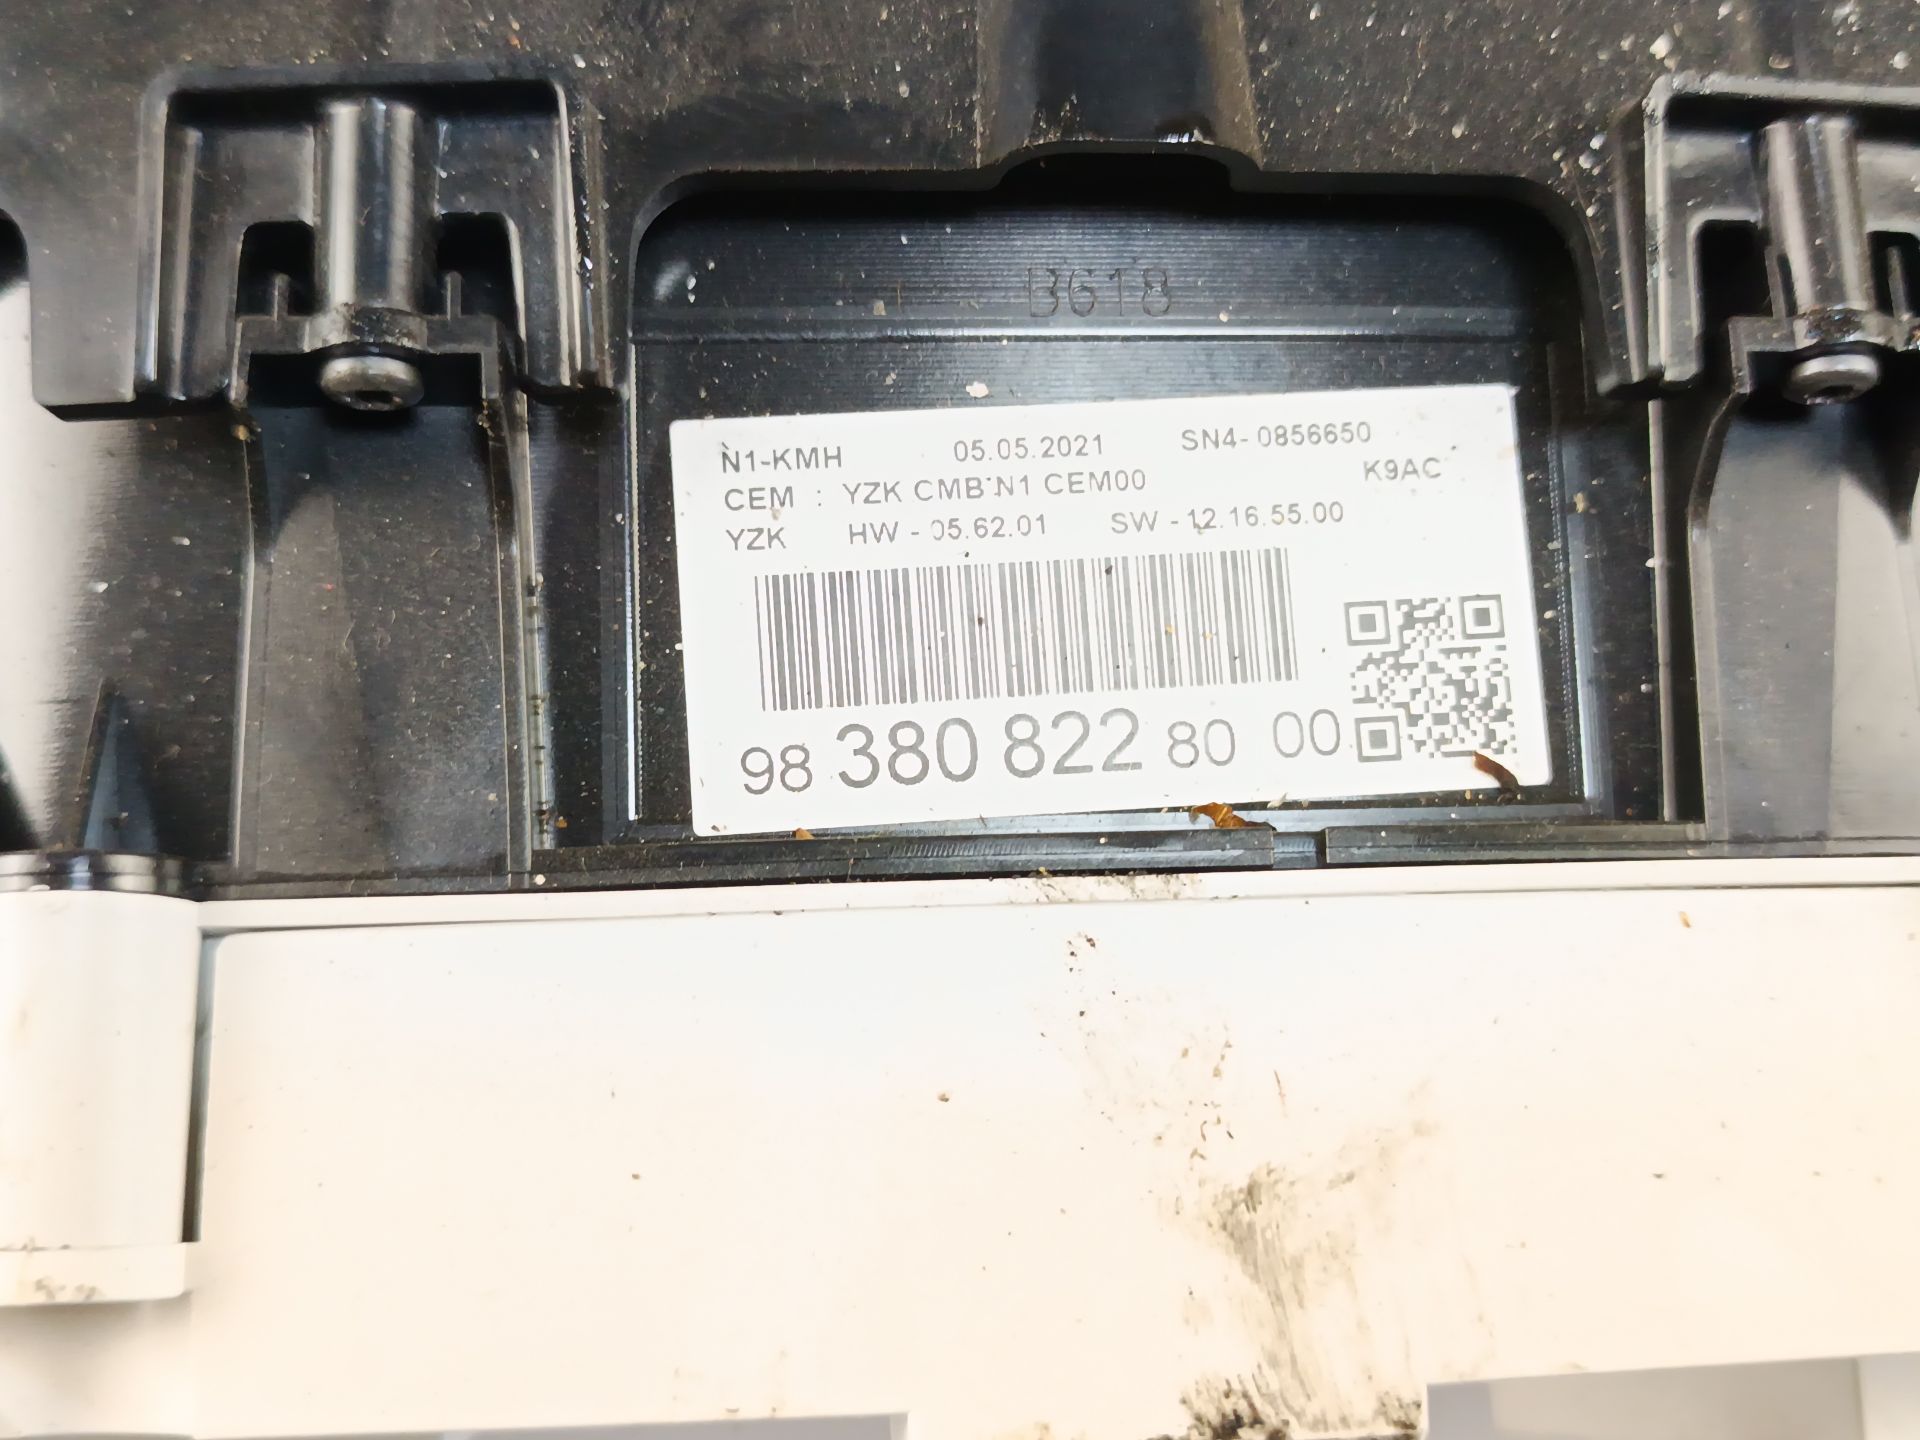 B618
N1-KMH 05.05.2021 SN4-0856650
CEM : YZK CMB N1 CEM00 K9AC
YZK HW - 05.62.01 SW - 12.16.55.00
98 380 822 80 00